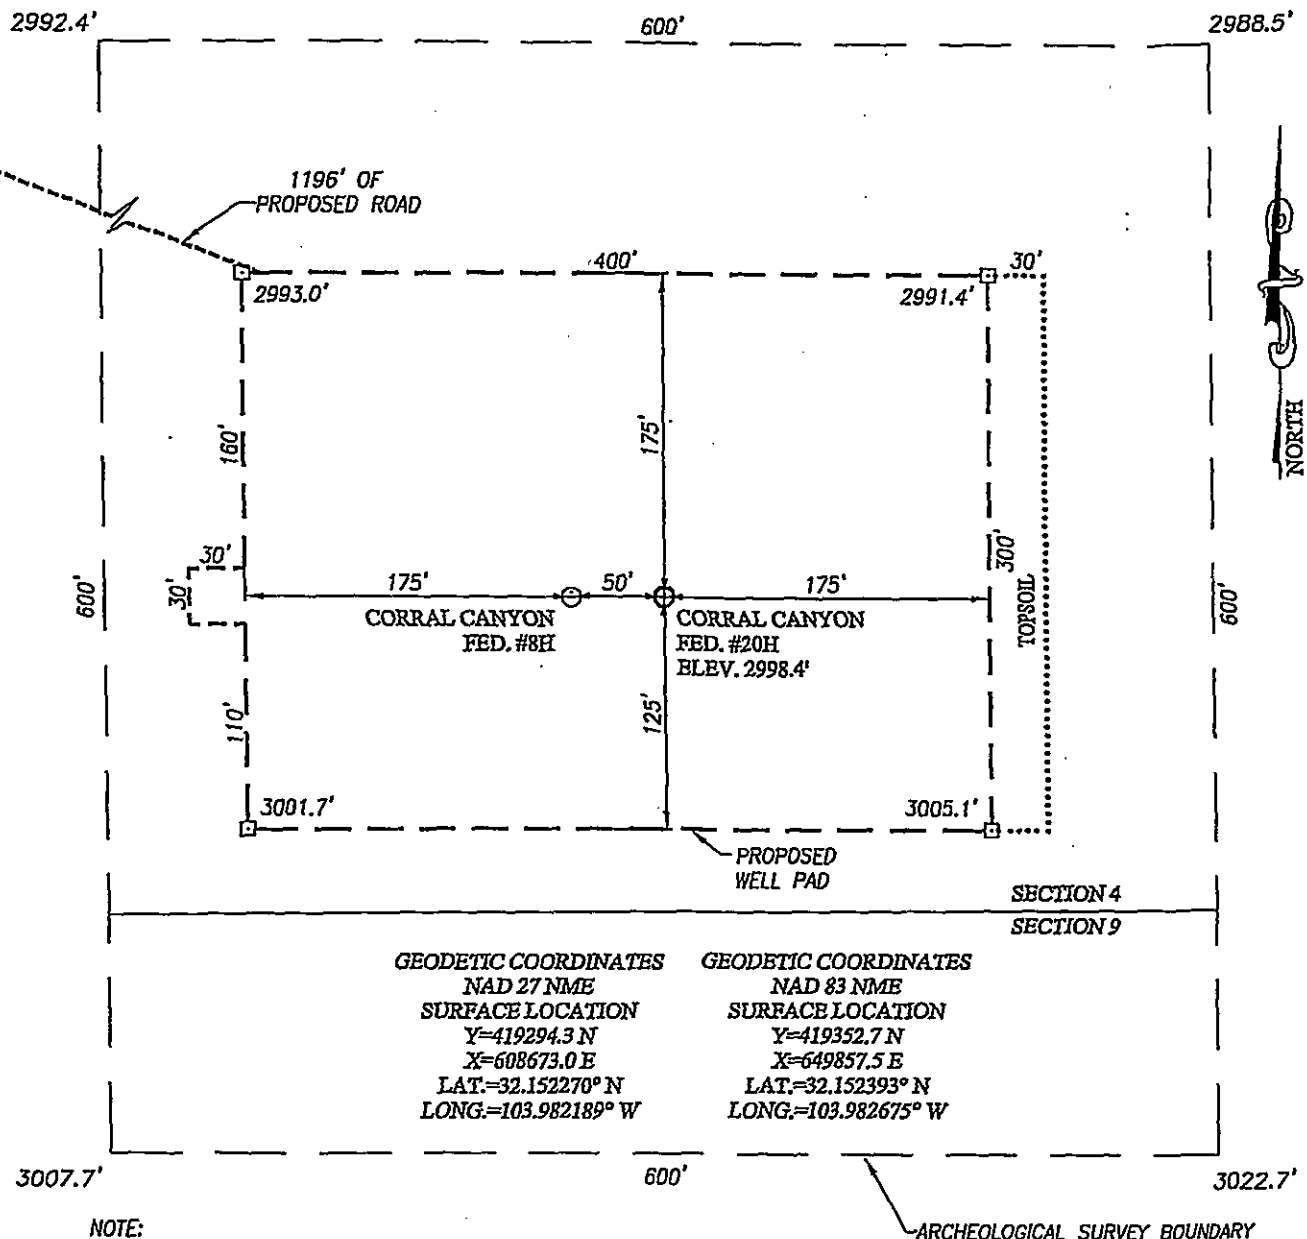 2992.4'
600'
2988.5'
1196' OF
PROPOSED ROAD
400'
30'
2993.0'
2991.4'
NORTH
175'
160'
300'
30'
30'
600'
175'
50'
175'
600'
TOPSOIL
CORRAL CANYON
FED. #8H
CORRAL CANYON
FED. #20H
ELEV. 2998.4'
125'
110'
3001.7'
3005.1'
PROPOSED
WELL PAD
SECTION 4
SECTION 9
GEODETIC COORDINATES
NAD 27 NME
SURFACE LOCATION
Y=419294.3 N
X=608673.0 E
LAT.=32.152270° N
LONG.=103.982189° W
GEODETIC COORDINATES
NAD 83 NME
SURFACE LOCATION
Y=419352.7 N
X=649857.5 E
LAT.=32.152393° N
LONG.=103.982675° W
3007.7'
600'
3022.7'
NOTE:
ARCHEOLOGICAL SURVEY BOUNDARY